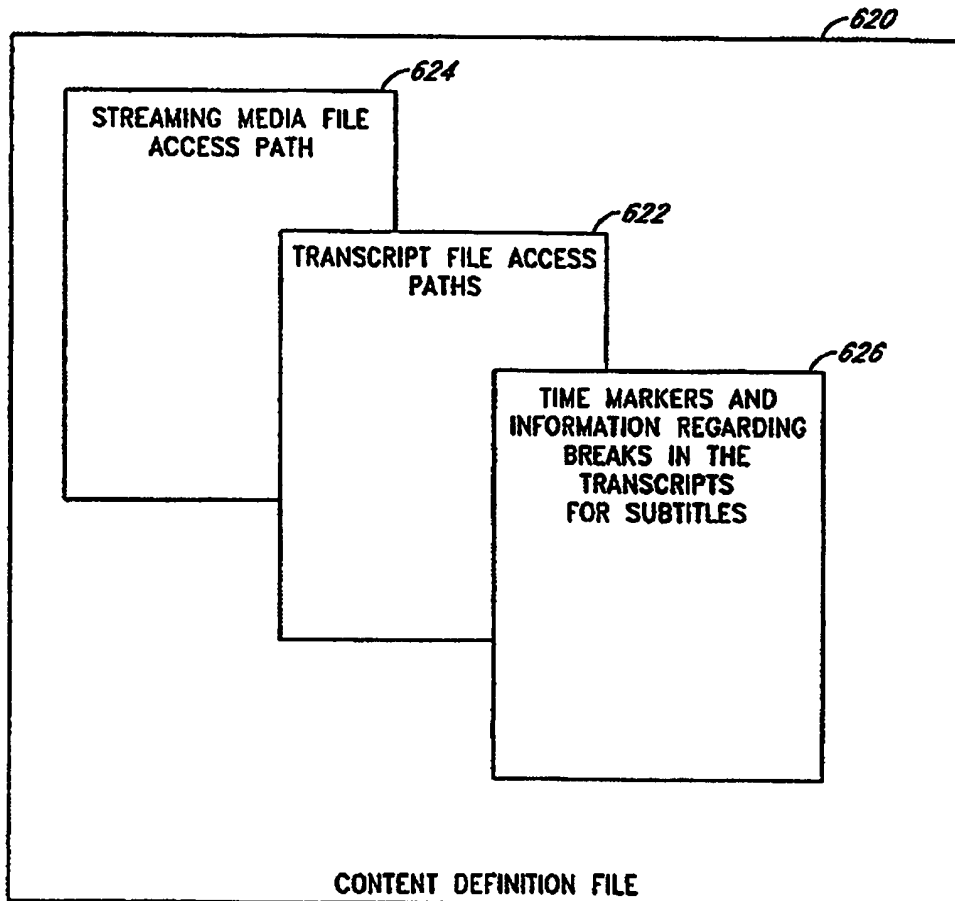 620
624
STREAMING MEDIA FILE
ACCESS PATH
622
TRANSCRIPT FILE ACCESS
PATHS
626
TIME MARKERS AND
INFORMATION REGARDING
BREAKS IN THE
TRANSCRIPTS
FOR SUBTITLES
CONTENT DEFINITION FILE